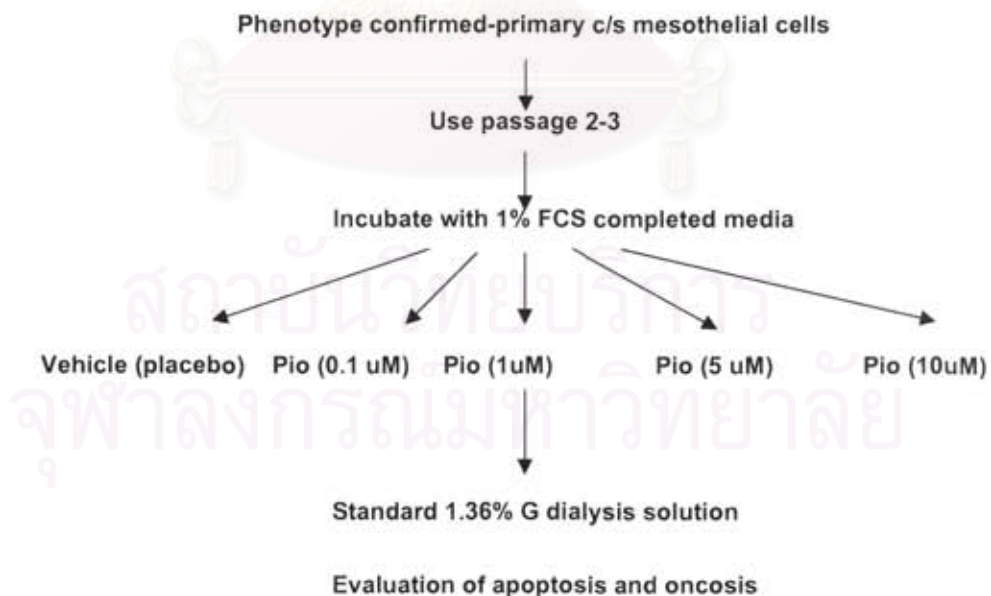 Phenotype confirmed-primary c/s mesothelial cells
Use passage 2-3
Incubate with 1% FCS completed media
สถาบันวิทยบริการ
Vehicle (placebo) Pio (0.1 uM) Pio (1uM) Pio (5 uM) Pio (10uM)
จุฬาลงกรณ์มหาวิทยาลัย
Standard 1.36% G dialysis solution
Evaluation of apoptosis and oncosis